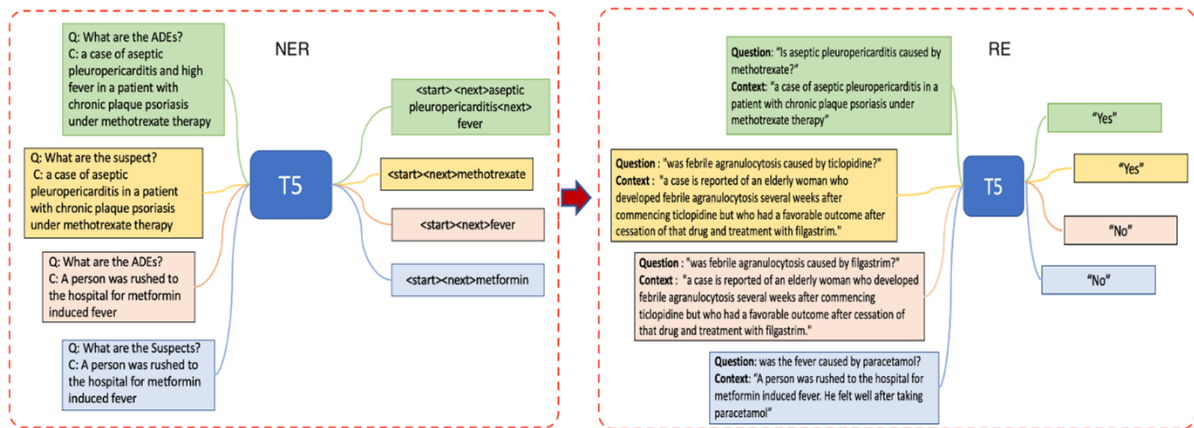 NER
Q: What are the ADEs?
C: a case of aseptic
pleuropericarditis and high
fever in a patient with
chronic plaque psoriasis
under methotrexate therapy
Q: What are the suspect?
C: a case of aseptic
pleuropericarditis in a patient
with chronic plaque psoriasis
under methotrexate therapy
Q: What are the ADEs?
C: A person was rushed to
the hospital for metformin
induced fever
Q: What are the Suspects?
C: A person was rushed to
the hospital for metformin
induced fever
T5
<start> <next>aseptic
pleuropericarditis<next>
fever
<start><next>methotrexate
<start><next>fever
<start><next>metformin
RE
Question: "Is aseptic pleuropericarditis caused by
methotrexate?"
Context: "a case of aseptic pleuropericarditis in a
patient with chronic plaque psoriasis under
methotrexate therapy"
Question : "was febrile agranulocytosis caused by ticlopidine?"
Context : "a case is reported of an elderly woman who
developed febrile agranulocytosis several weeks after
commencing ticlopidine but who had a favorable outcome after
cessation of that drug and treatment with filgastrim."
Question : "was febrile agranulocytosis caused by filgastrim?"
Context : "a case is reported of an elderly woman who developed
febrile agranulocytosis several weeks after commencing
ticlopidine but who had a favorable outcome after cessation of
that drug and treatment with filgastrim."
Question: was the fever caused by paracetamol?
Context: "A person was rushed to the hospital for
metformin induced fever. He felt well after taking
paracetamol"
T5
"Yes"
"Yes"
"No"
"No"